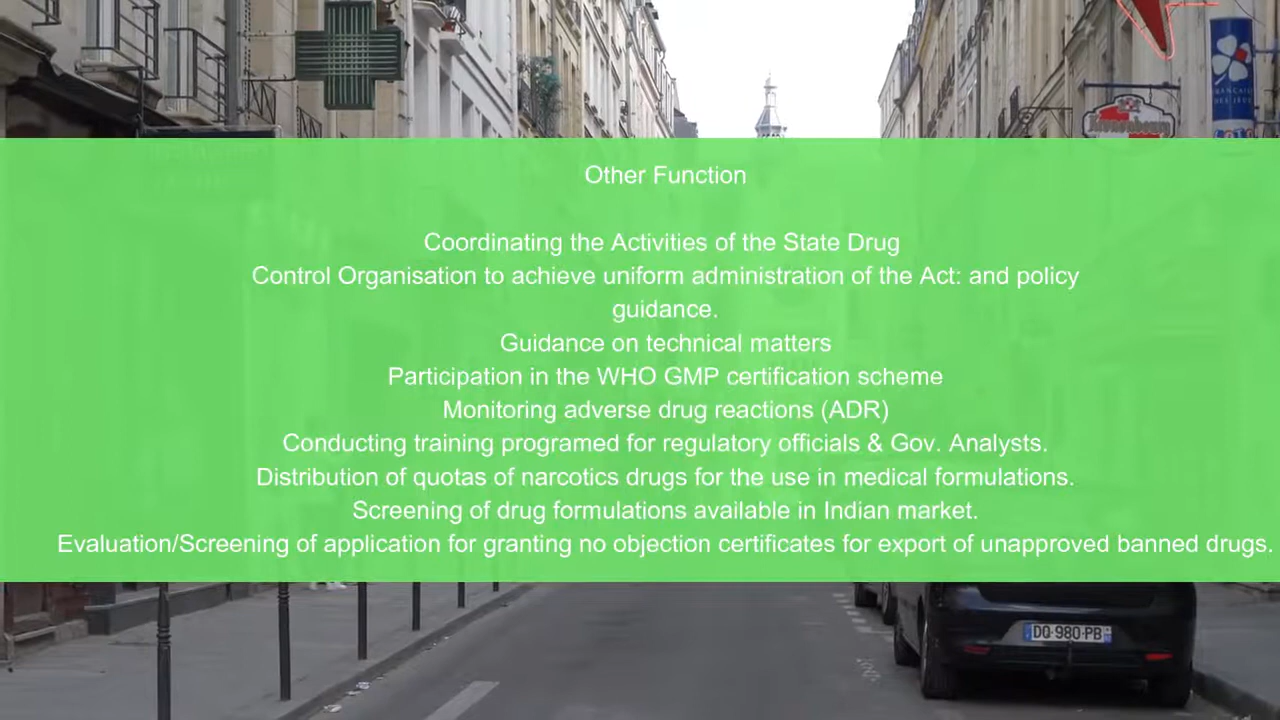 FRANÇAISE
DES JEUX
LOTO
Other Function
Coordinating the Activities of the State Drug
Control Organisation to achieve uniform administration of the Act: and policy
guidance.
Guidance on technical matters
Participation in the WHO GMP certification scheme
Monitoring adverse drug reactions (ADR)
Conducting training programed for regulatory officials & Gov. Analysts.
Distribution of quotas of narcotics drugs for the use in medical formulations.
Screening of drug formulations available in Indian market.
Evaluation/Screening of application for granting no objection certificates for export of unapproved banned drugs.
DQ-980-PB